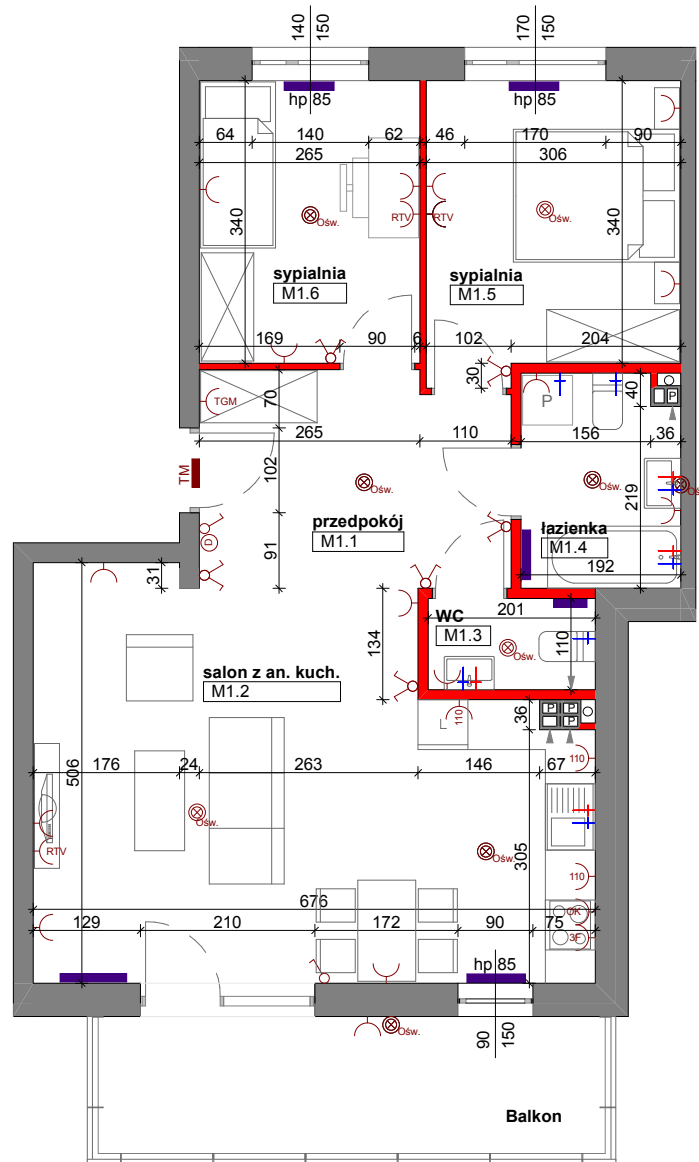 140 150
170 150
hp 85
hp 85
64 140 62 46 170 90
265 306
340
340
Ośw.
Ośw.
RTV RTV
sypialnia
M1.6
sypialnia
M1.5
169 90 6 102 204
30
40
P
P
TGM
70
265 110
156 36
TM
102
Ośw.
Ośw.
Ośw.
219
przedpokój
M1.1
łazienka
M1.4
D
91
192
31
WC
M1.3
201
134
Ośw.
110
salon z an. kuch.
M1.2
36
P P
P
110
L
506
176 24 263 146 67
110
Ośw.
Ośw.
RTV
305
110
676
OK
129 210 172 90 75
3F
hp 85
Ośw.
90 150
Balkon